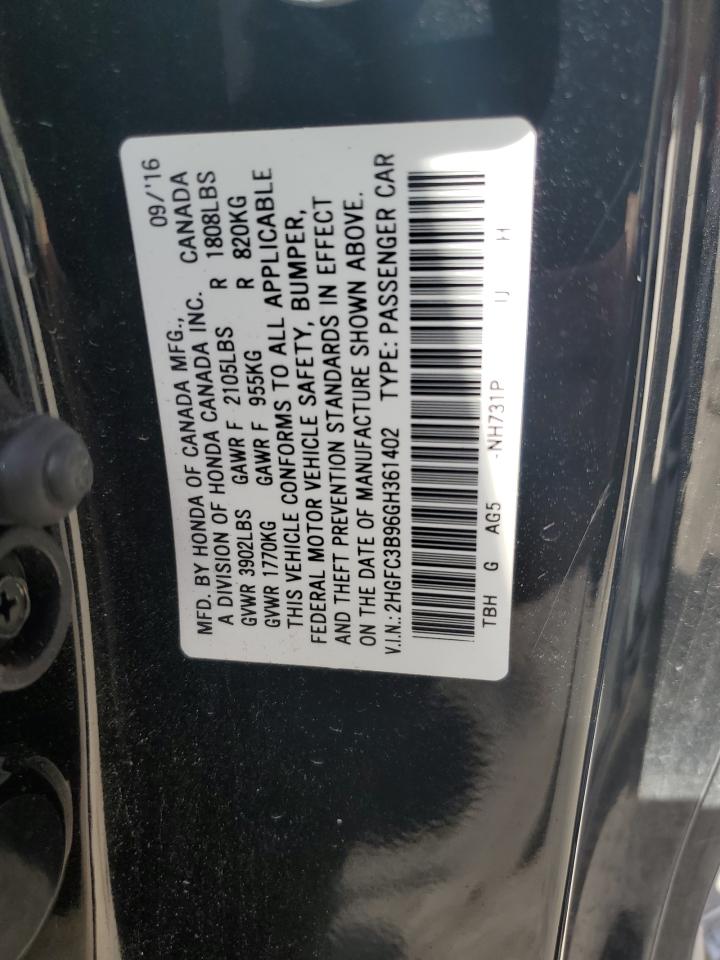 MFD. BY HONDA OF CANADA MFG., 09/'16
A DIVISION OF HONDA CANADA INC. CANADA
GVWR 3902LBS GAWR F 2105LBS R 1808LBS
GVWR 1770KG GAWR F 955KG R 820KG
THIS VEHICLE CONFORMS TO ALL APPLICABLE
FEDERAL MOTOR VEHICLE SAFETY, BUMPER,
AND THEFT PREVENTION STANDARDS IN EFFECT
ON THE DATE OF MANUFACTURE SHOWN ABOVE.
V.I.N.: 2HGFC3B96GH361402 TYPE: PASSENGER CAR
TBH G AG5 -NH731P IJ H